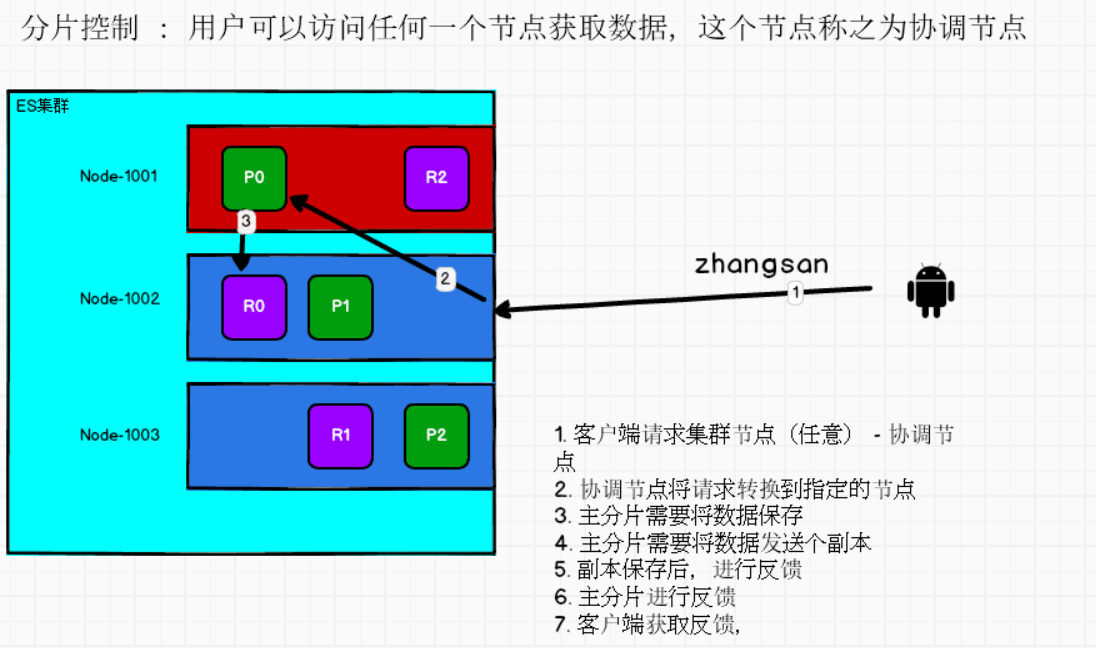 分片控制 : 用户可以访问任何一个节点获取数据, 这个节点称之为协调节点
ES集群
Node-1001
P0
R2
3
Node-1002
R0
P1
2
zhangsan
1
Node-1003
R1
P2
1. 客户端请求集群节点（任意） - 协调节
点
2. 协调节点将请求转换到指定的节点
3. 主分片需要将数据保存
4. 主分片需要将数据发送个副本
5. 副本保存后, 进行反馈
6. 主分片进行反馈
7. 客户端获取反馈,